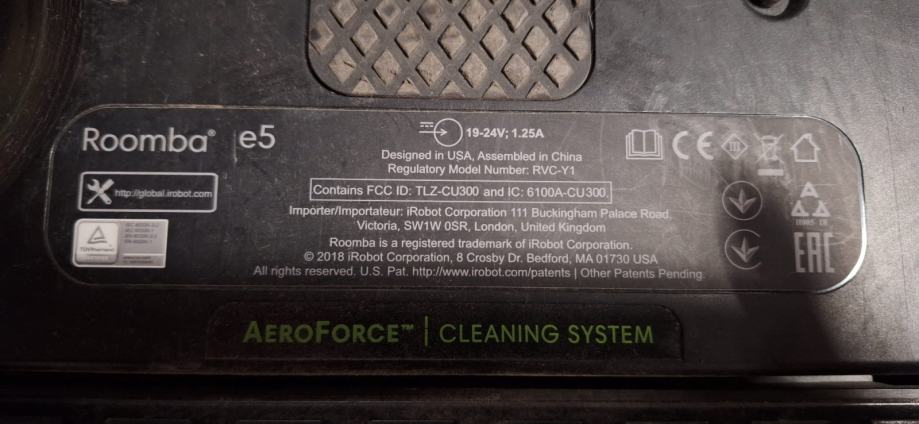 Roomba® | e5
19-24V; 1.25A
Designed in USA, Assembled in China
Regulatory Model Number: RVC-Y1
http://global.irobot.com
Contains FCC ID: TLZ-CU300 and IC: 6100A-CU300
Importer/Importateur: iRobot Corporation 111 Buckingham Palace Road,
Victoria, SW1W 0SR, London, United Kingdom
Roomba is a registered trademark of iRobot Corporation.
© 2018 iRobot Corporation, 8 Crosby Dr. Bedford, MA 01730 USA
All rights reserved. U.S. Pat. http://www.irobot.com/patents | Other Patents Pending.
CE
EAC
AEROFORCE™ | CLEANING SYSTEM